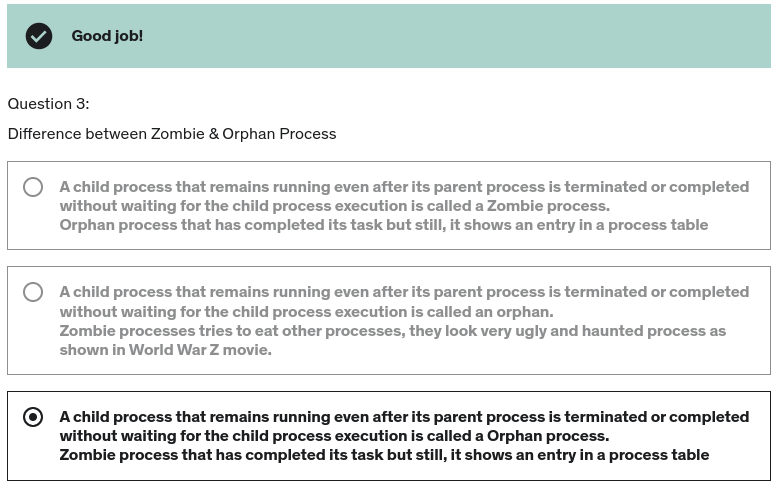 Good job!
Question 3:
Difference between Zombie & Orphan Process
A child process that remains running even after its parent process is terminated or completed
without waiting for the child process execution is called a Zombie process.
Orphan process that has completed its task but still, it shows an entry in a process table
A child process that remains running even after its parent process is terminated or completed
without waiting for the child process execution is called an orphan.
Zombie processes tries to eat other processes, they look very ugly and haunted process as
shown in World War Z movie.
A child process that remains running even after its parent process is terminated or completed
without waiting for the child process execution is called a Orphan process.
Zombie process that has completed its task but still, it shows an entry in a process table